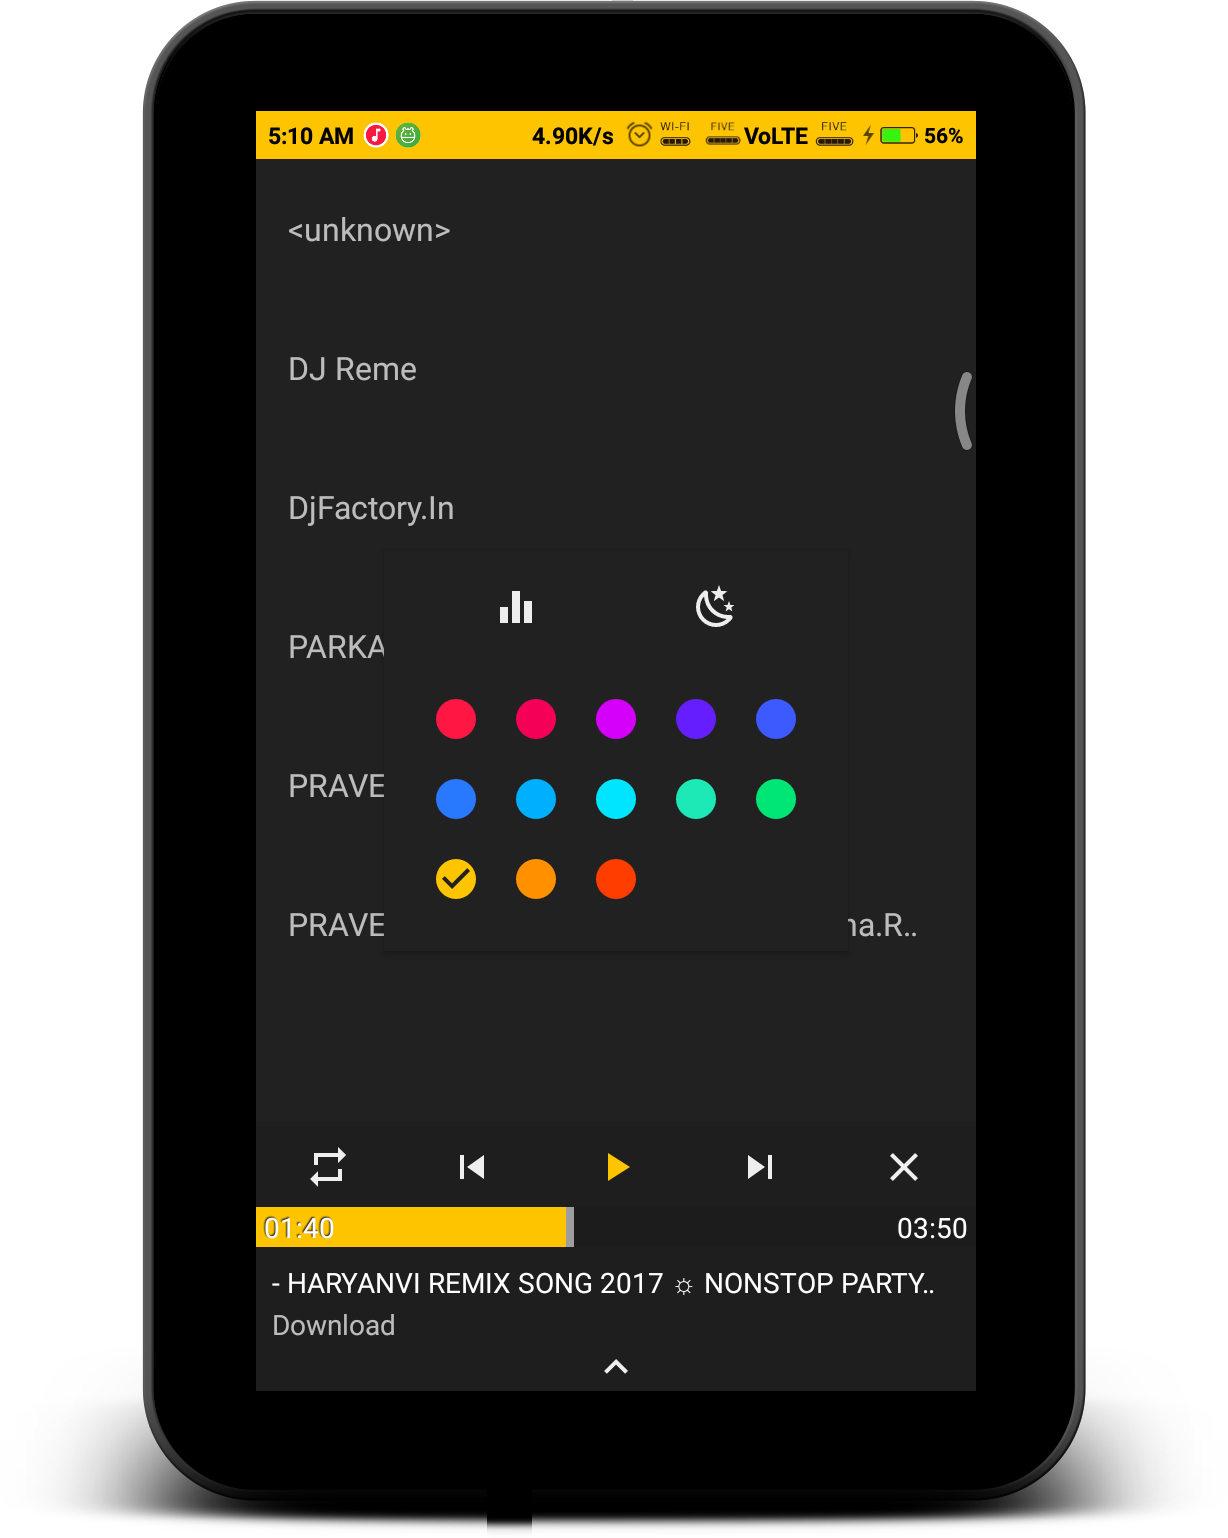 5:10 AM 4.90K/s WI-FI FIVE VoLTE FIVE 56%
<unknown>
DJ Reme
DjFactory.In
PARKA
PRAVE
PRAVE a.R..
01:40 03:50
- HARYANVI REMIX SONG 2017 ☼ NONSTOP PARTY..
Download